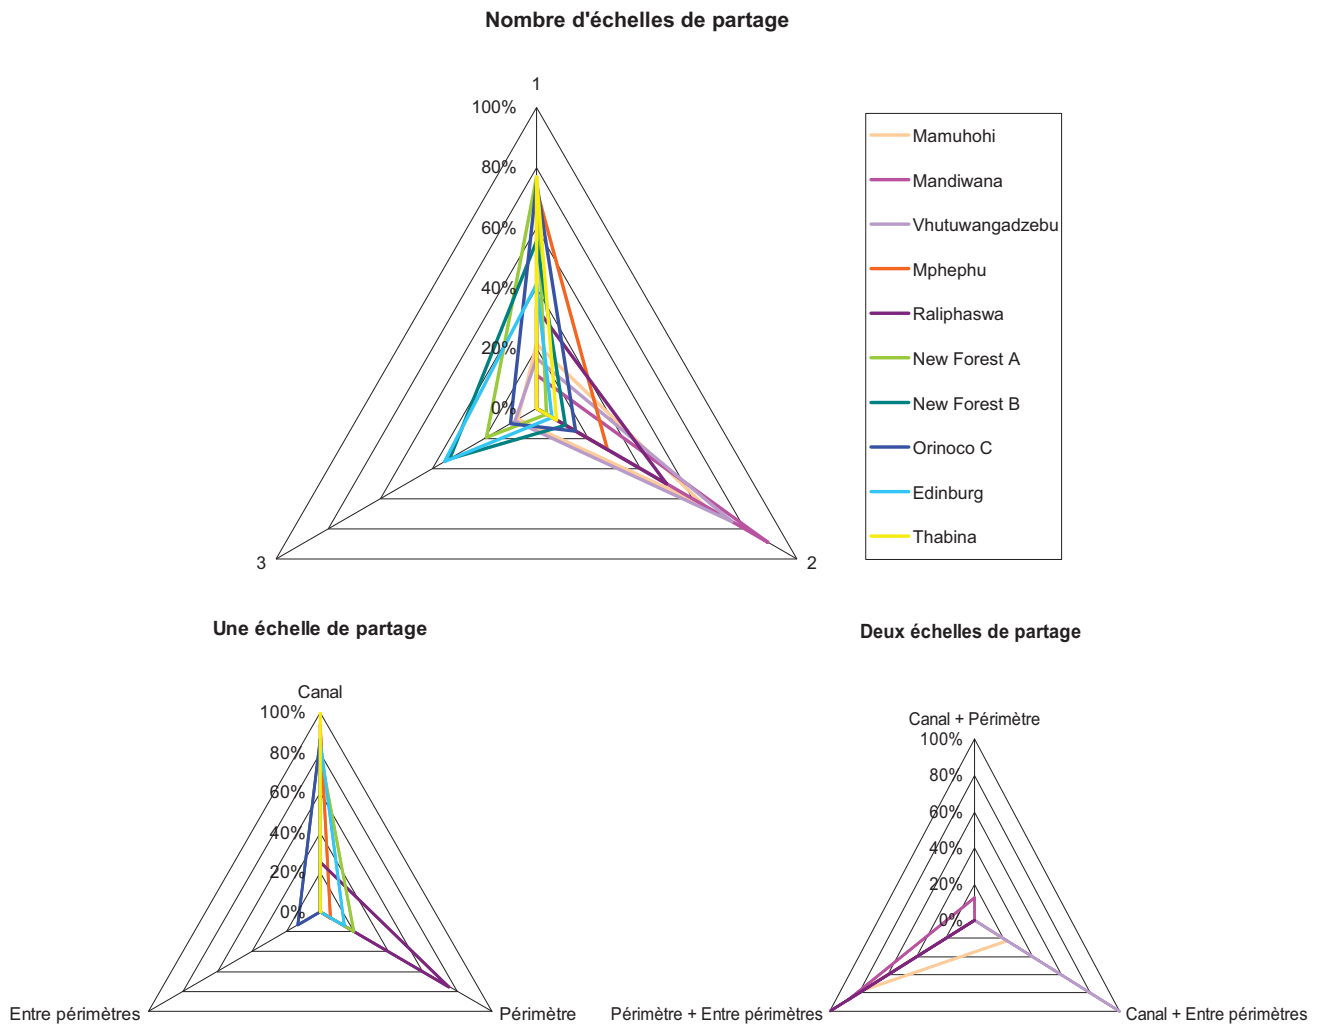 Nombre d'échelles de partage
1
100%
80%
60%
40%
20%
0%
3
2
Mamuhohi
Mandiwana
Vhutuwangadzebu
Mphephu
Raliphaswa
New Forest A
New Forest B
Orinoco C
Edinburg
Thabina
Une échelle de partage
Canal
100%
80%
60%
40%
20%
0%
Entre périmètres
Périmètre
Deux échelles de partage
Canal + Périmètre
100%
80%
60%
40%
20%
0%
Périmètre + Entre périmètres
Canal + Entre périmètres